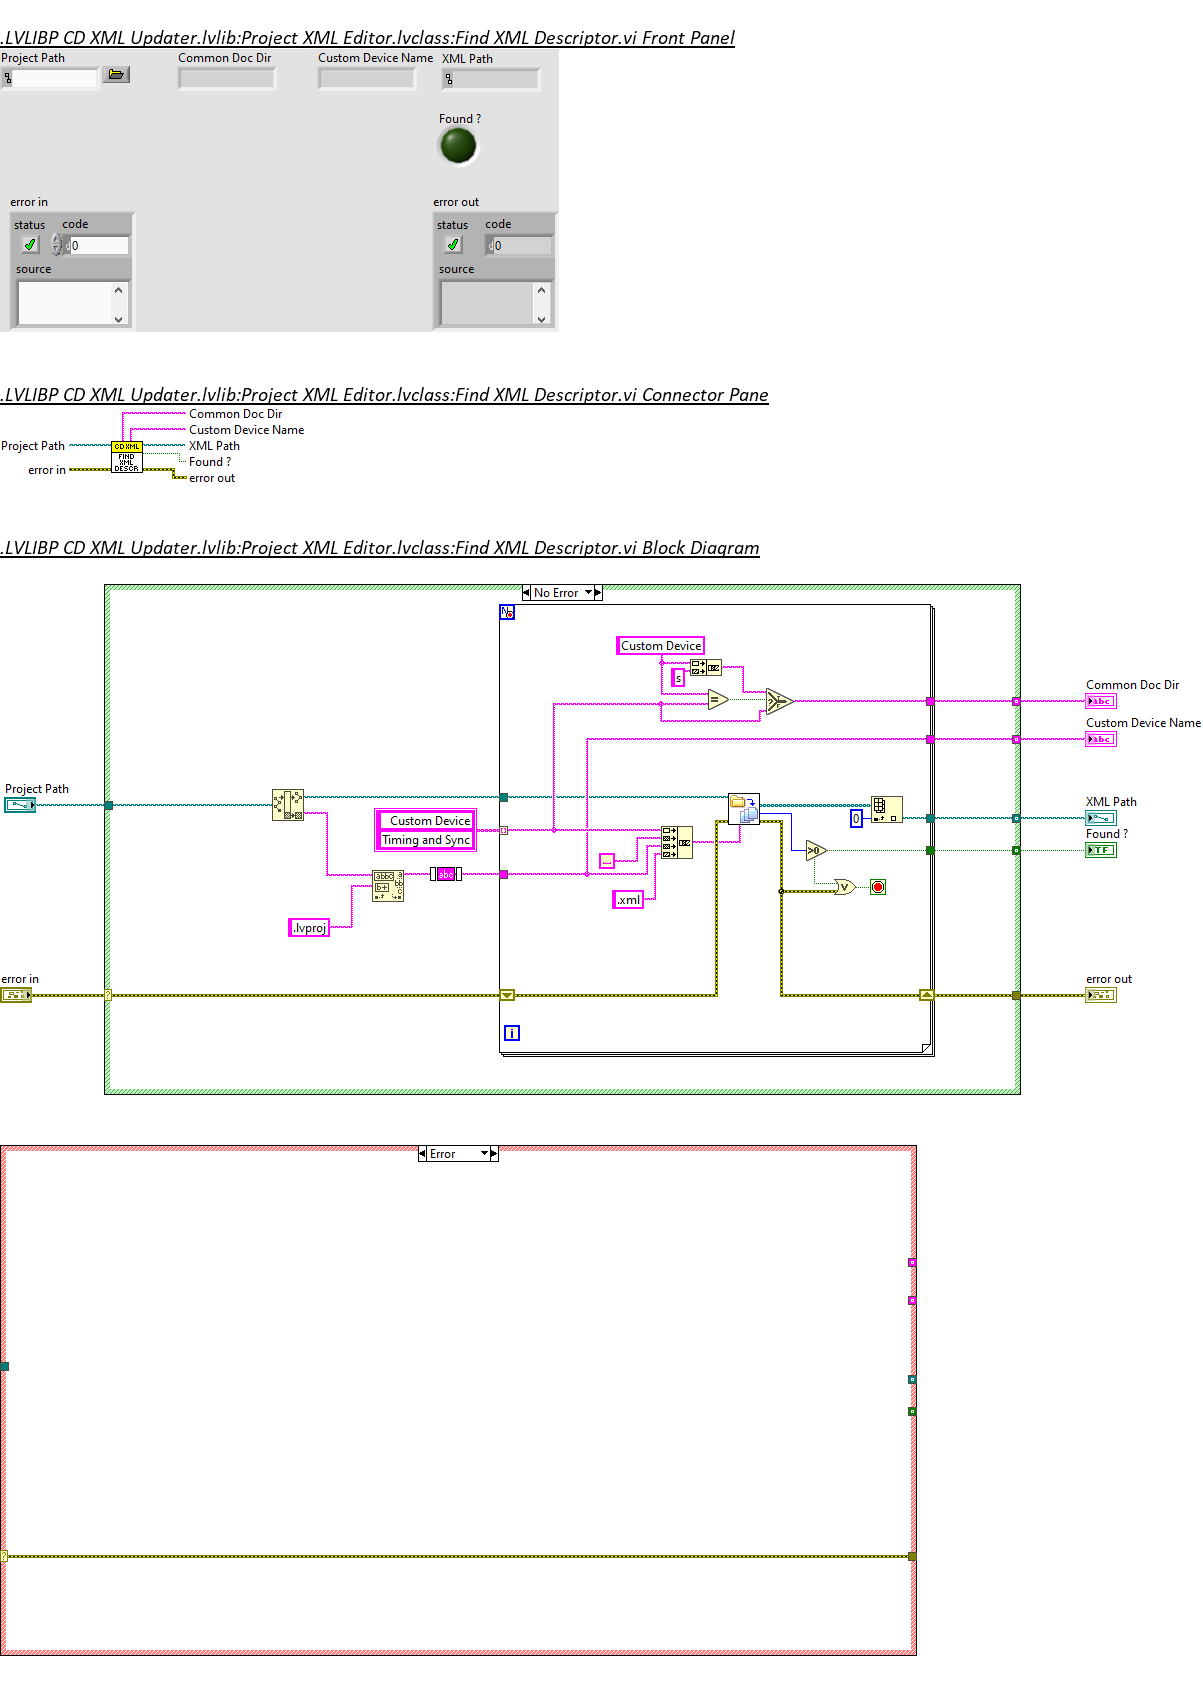 .LVLIBP CD XML Updater.lvlib:Project XML Editor.lvclass:Find XML Descriptor.vi Front Panel
Project Path
Common Doc Dir
Custom Device Name
XML Path
Found ?
error in
error out
status code
0
source
status code
0
source
.LVLIBP CD XML Updater.lvlib:Project XML Editor.lvclass:Find XML Descriptor.vi Connector Pane
Common Doc Dir
Custom Device Name
Project Path
XML Path
Found ?
error in
error out
CD XML
FIND
XML
DESCR
.LVLIBP CD XML Updater.lvlib:Project XML Editor.lvclass:Find XML Descriptor.vi Block Diagram
No Error
N
Custom Device
s
Common Doc Dir
abc
Custom Device Name
abc
Project Path
Custom Device
Timing and Sync
0
XML Path
Found ?
TF
abc
.xml
.lvproj
error in
error out
i
Error